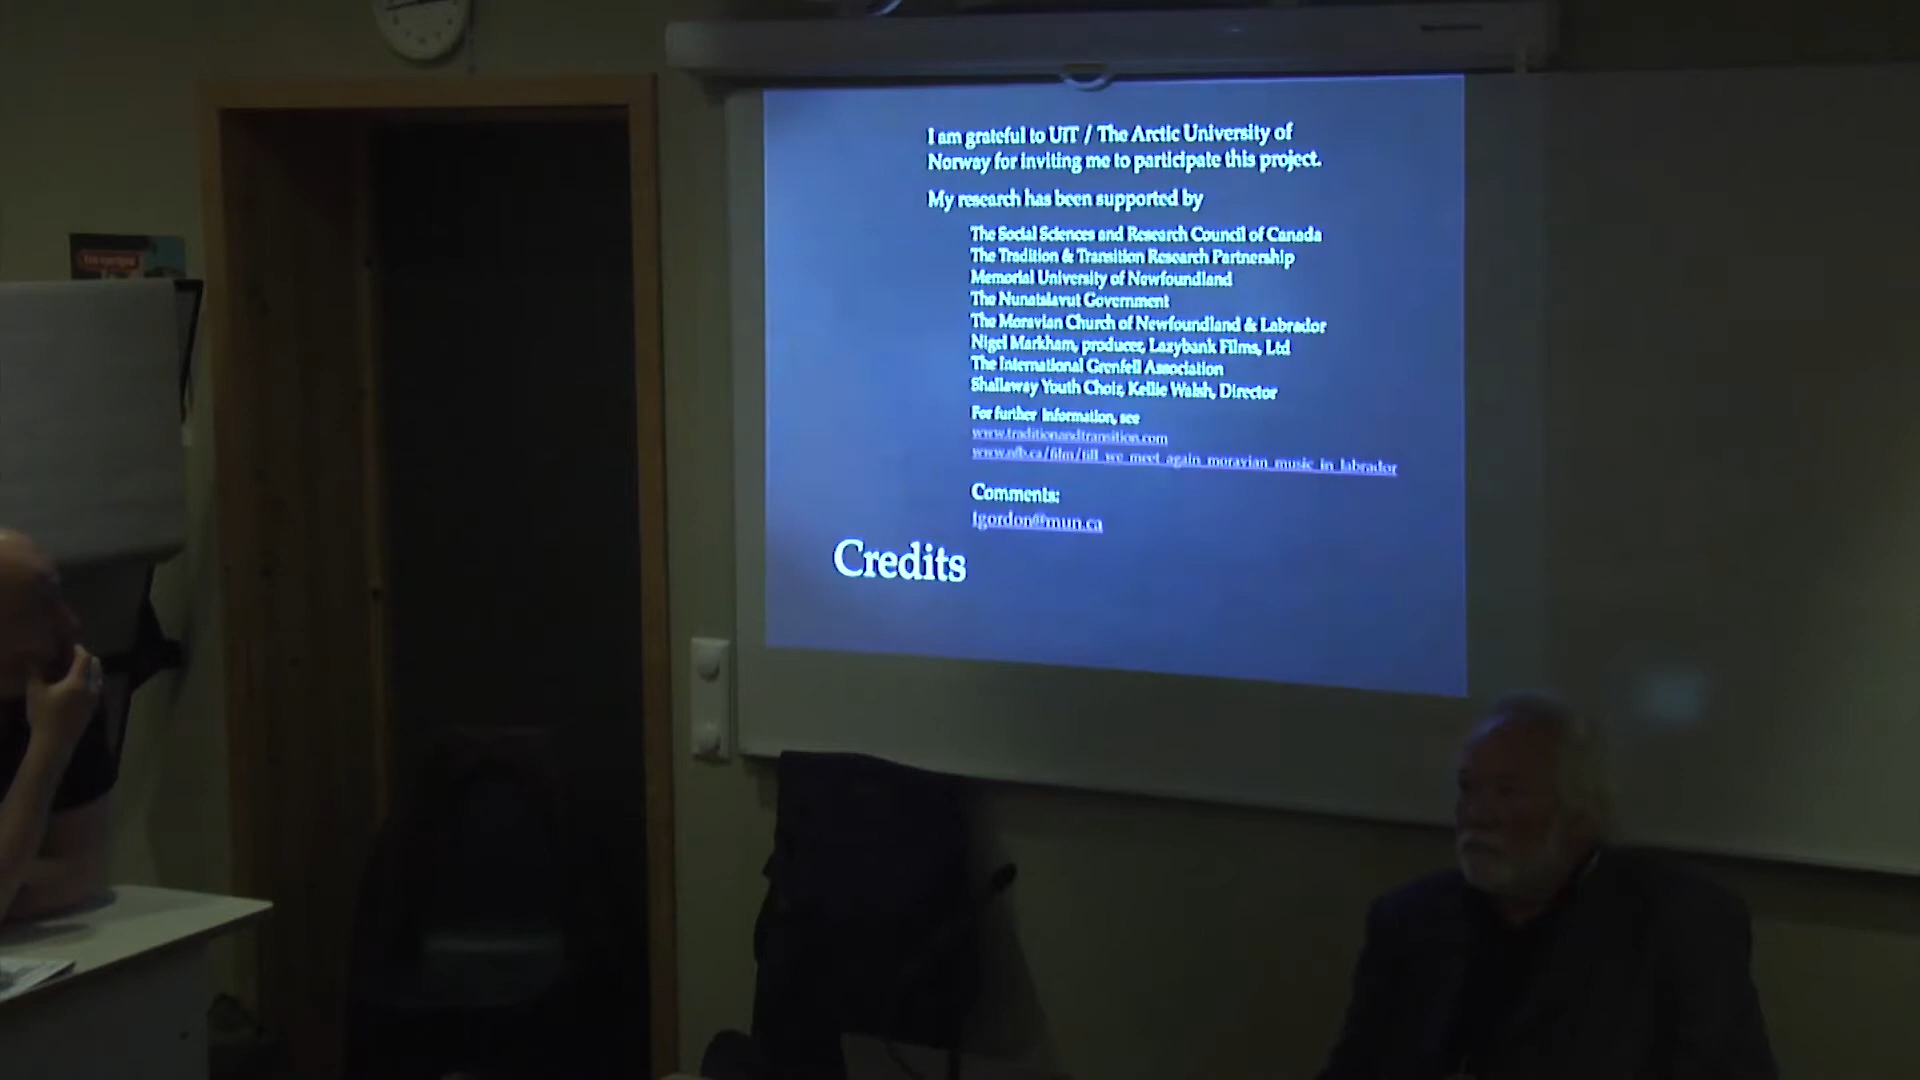 I am grateful to UIT / The Arctic University of
Norway for inviting me to participate this project.
My research has been supported by
The Social Sciences and Research Council of Canada
The Tradition & Transition Research Partnership
Memorial University of Newfoundland
The Nunatsiavut Government
The Moravian Church of Newfoundland & Labrador
Nigel Markham, producer, Lazybank Films, Ltd
The International Grenfell Association
Shallaway Youth Choir, Kellie Walsh, Director
For further information, see
www.traditionandtransition.com
www.nfb.ca/film/till_we_meet_again_moravian_music_in_labrador
Comments:
tgordon@mun.ca
Credits